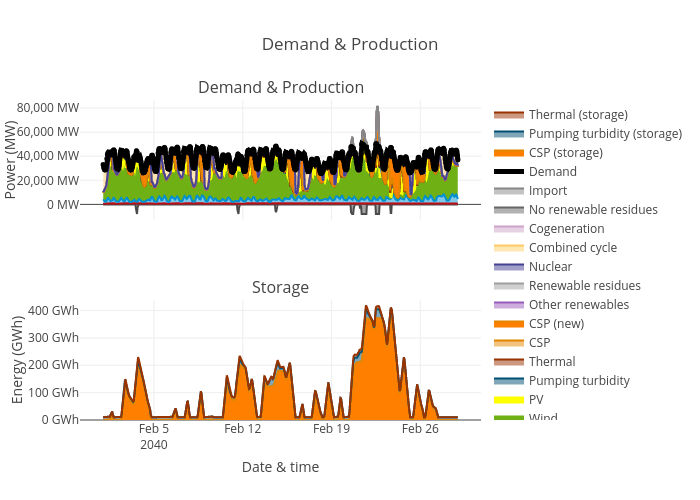 Demand & Production
Demand & Production
80,000 MW
60,000 MW
40,000 MW
20,000 MW
0 MW
Power (MW)
Storage
400 GWh
300 GWh
200 GWh
100 GWh
0 GWh
Energy (GWh)
Feb 5
2040
Feb 12
Feb 19
Feb 26
Date & time
Thermal (storage)
Pumping turbidity (storage)
CSP (storage)
Demand
Import
No renewable residues
Cogeneration
Combined cycle
Nuclear
Renewable residues
Other renewables
CSP (new)
CSP
Thermal
Pumping turbidity
PV
Wind